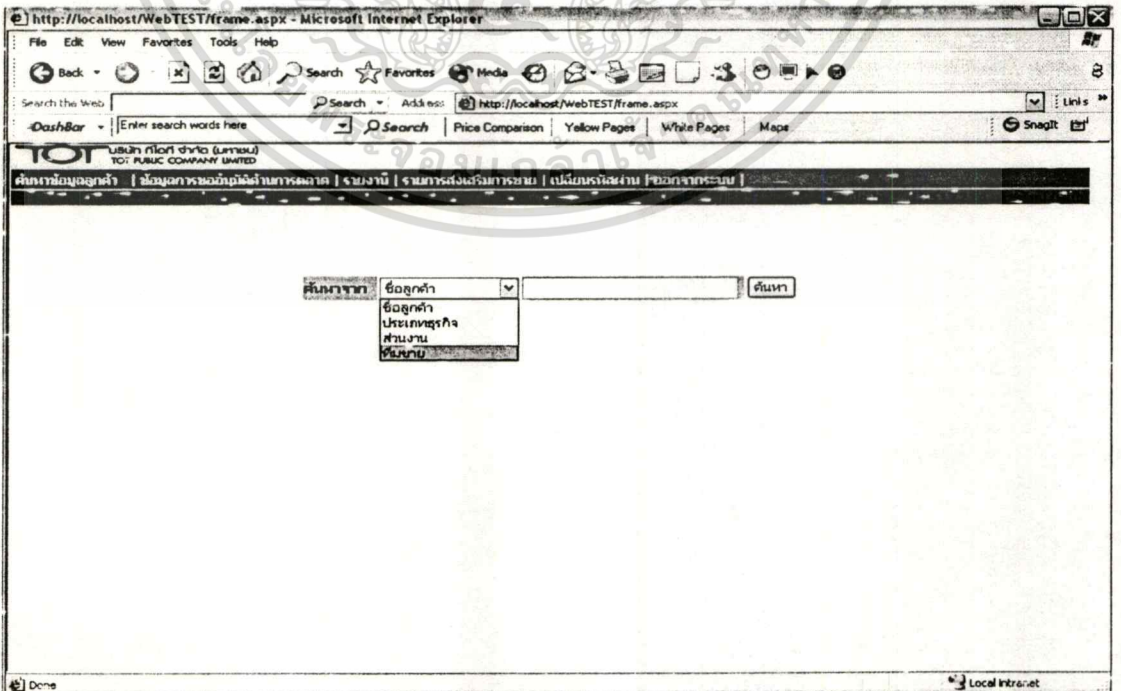 http://localhost/WebTEST/frame.aspx - Microsoft Internet Explorer
File Edit View Favorites Tools Help
Back Search Favorites Media
Search the Web Search Address http://localhost/WebTEST/frame.aspx Links
DashBar Enter search words here Search Price Comparison Yellow Pages White Pages Maps SnagIt
TOT บริษัท ทีโอที จำกัด (มหาชน)
TOT PUBLIC COMPANY LIMITED
ค้นหาข้อมูลลูกค้า | ข้อมูลการขออนุมัติด้านการตลาด | รายงานี | รายการส่งเสริมการขาย | เปลี่ยนรหัสผ่าน | ออกจากระบบ |
ค้นหาจาก ชื่อลูกค้า ค้นหา
ชื่อลูกค้า
ประเภทธุรกิจ
ส่วนงาน
ทีมขาย
Done Local intranet